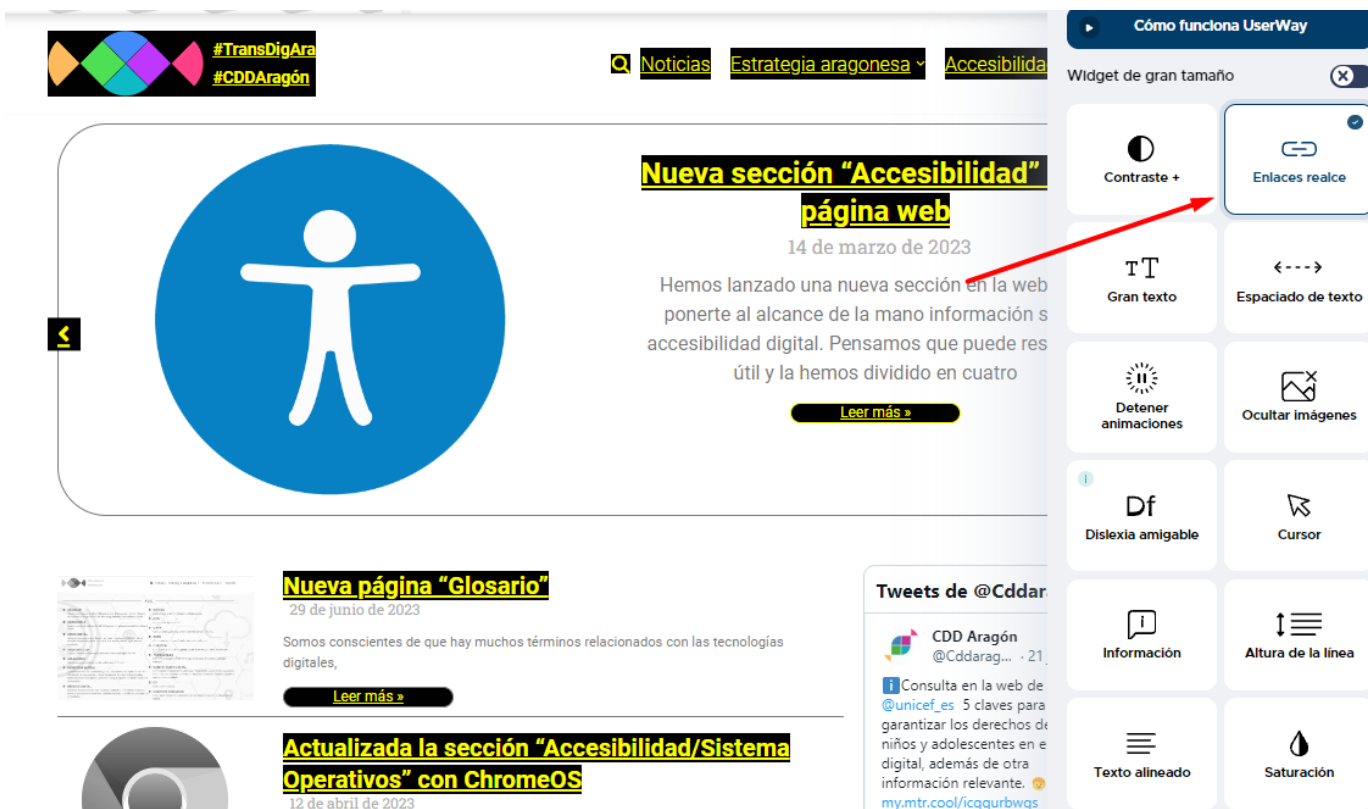 #TransDigAra
#CDDAragón
Noticias
Estrategia aragonesa
Accesibilida
Nueva sección “Accesibilidad”
página web
14 de marzo de 2023
Hemos lanzado una nueva sección en la web
ponerte al alcance de la mano información s
accesibilidad digital. Pensamos que puede res
útil y la hemos dividido en cuatro
Leer más »
Nueva página “Glosario”
29 de junio de 2023
Somos conscientes de que hay muchos términos relacionados con las tecnologías
digitales,
Leer más »
Actualizada la sección “Accesibilidad/Sistema
Operativos” con ChromeOS
12 de abril de 2023
Tweets de @Cddar
CDD Aragón
@Cddarag... · 21
Consulta en la web de
@unicef_es 5 claves para
garantizar los derechos de
niños y adolescentes en e
digital, además de otra
información relevante.
my.mtr.cool/icqqurbwgs
Cómo funciona UserWay
Widget de gran tamaño
Contraste +
Enlaces realce
Gran texto
Espaciado de texto
Detener
animaciones
Ocultar imágenes
Df
Dislexia amigable
Cursor
Información
Altura de la línea
Texto alineado
Saturación